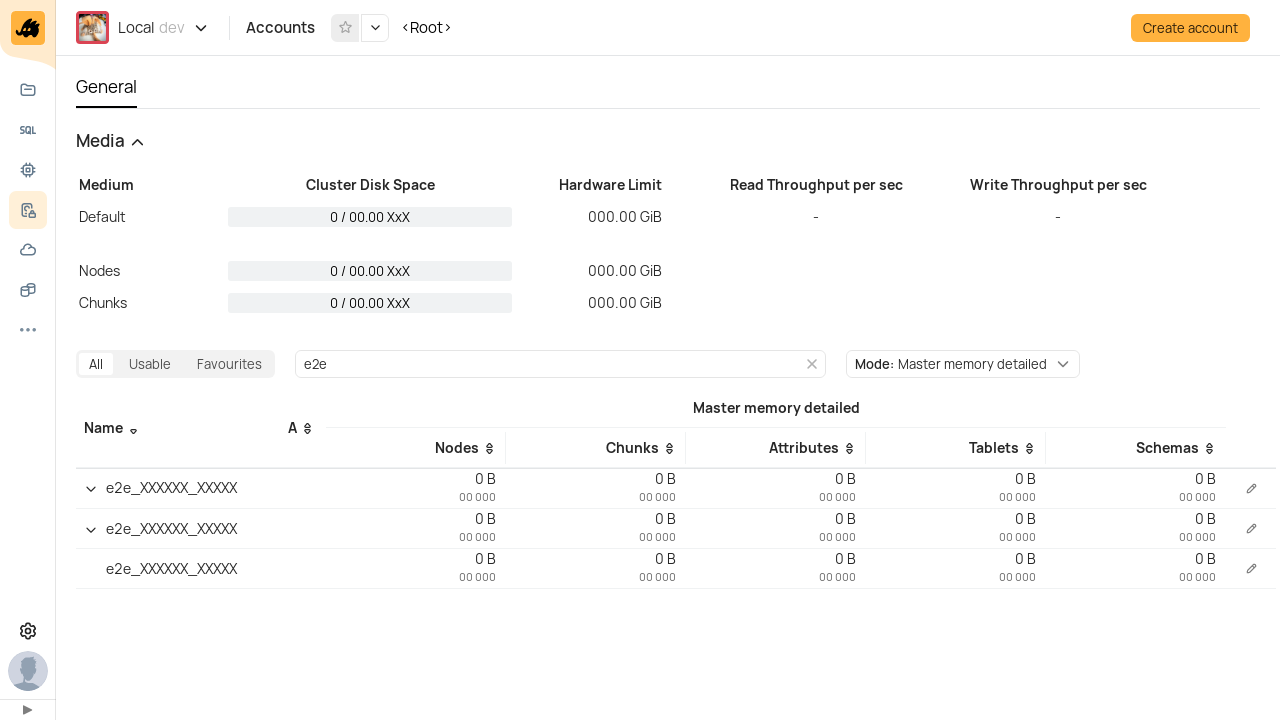 Local dev
Accounts
<Root>
Create account
SQL
General
Media
Medium Cluster Disk Space Hardware Limit Read Throughput per sec Write Throughput per sec
Default 0 / 00.00 XxX 000.00 GiB - -
Nodes 0 / 00.00 XxX 000.00 GiB
Chunks 0 / 00.00 XxX 000.00 GiB
All Usable Favourites e2e Mode: Master memory detailed
Name A Master memory detailed
Nodes Chunks Attributes Tablets Schemas
e2e_XXXXXX_XXXXX 0 B 0 B 0 B 0 B 0 B
00 000 00 000 00 000 00 000 00 000
e2e_XXXXXX_XXXXX 0 B 0 B 0 B 0 B 0 B
00 000 00 000 00 000 00 000 00 000
e2e_XXXXXX_XXXXX 0 B 0 B 0 B 0 B 0 B
00 000 00 000 00 000 00 000 00 000